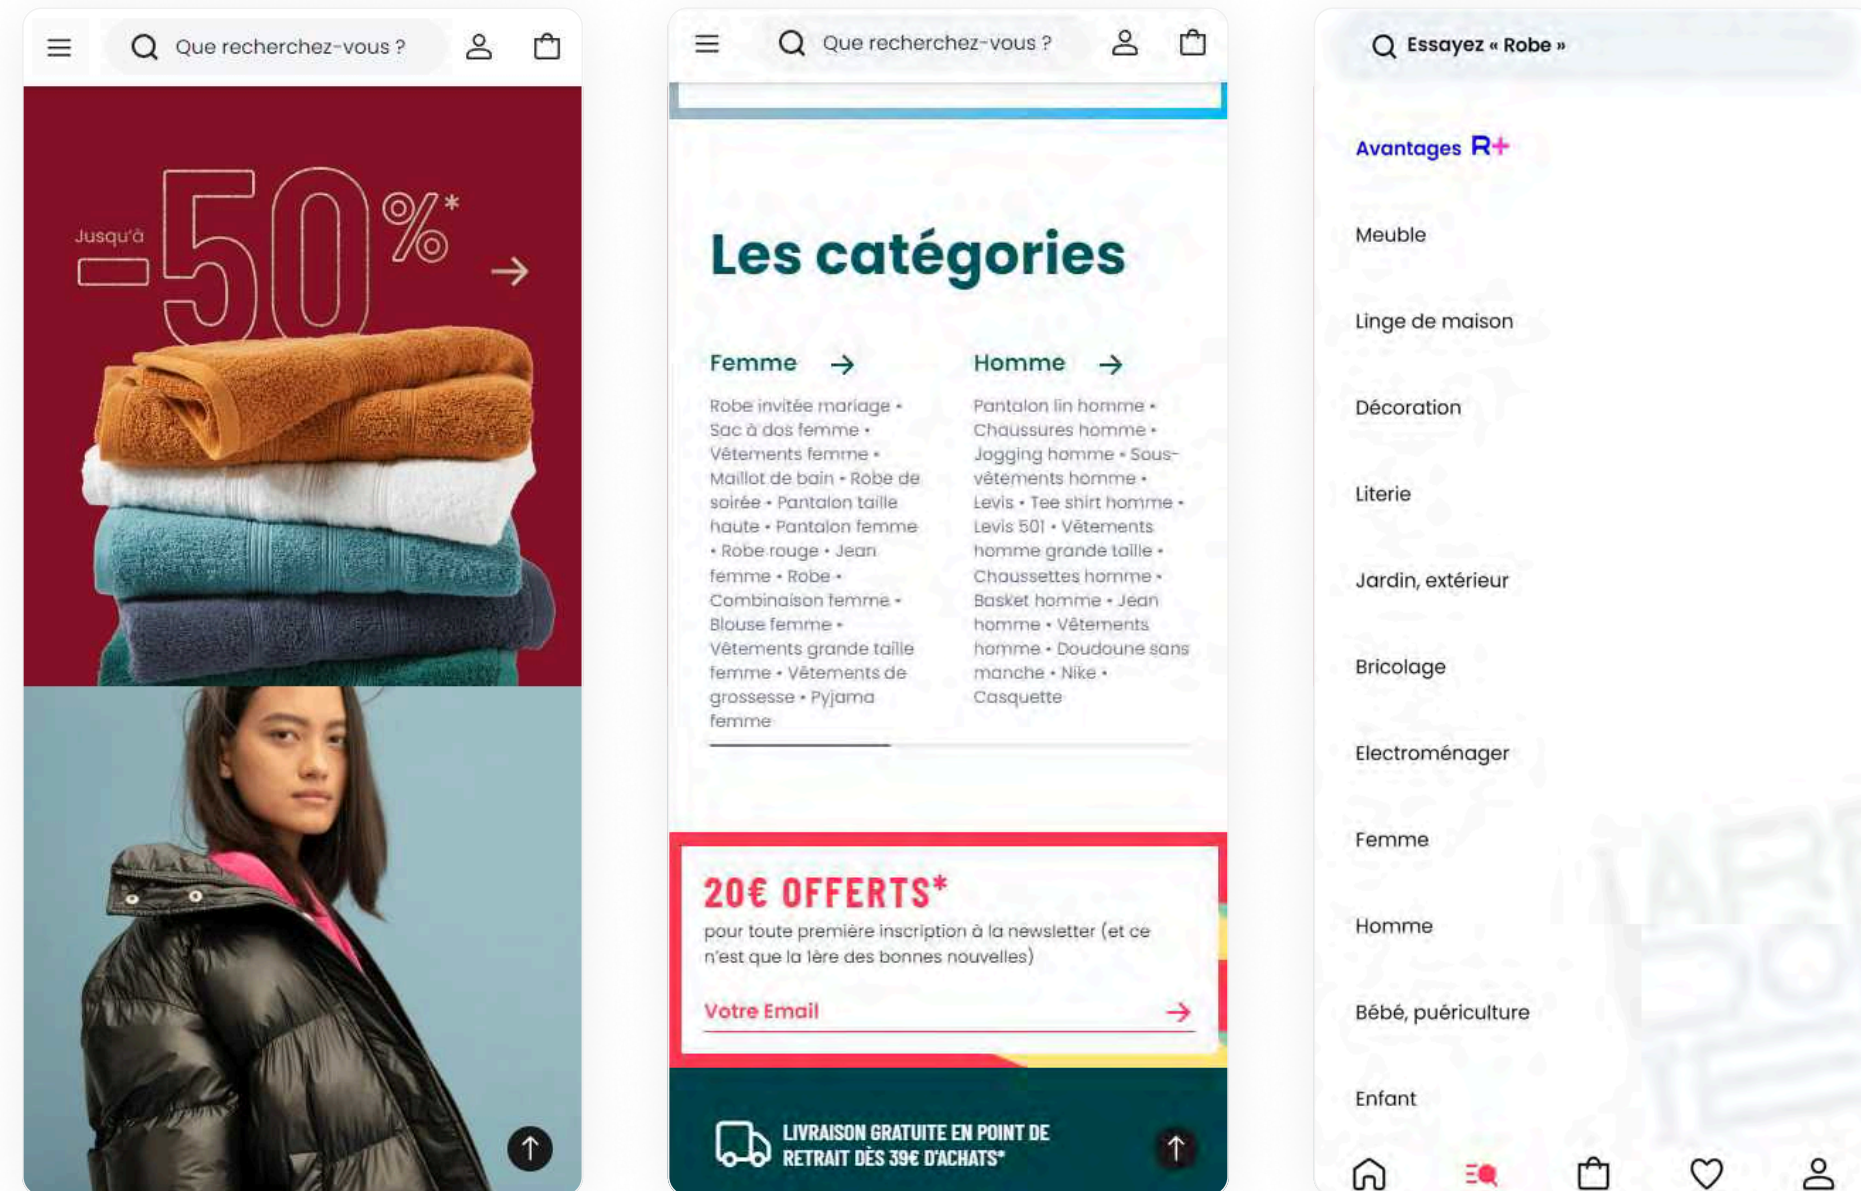 Que recherchez-vous ?
Jusqu'à
-50%*
Que recherchez-vous ?
Les catégories
Femme
Robe invitée mariage •
Sac à dos femme •
Vêtements femme •
Maillot de bain • Robe de
soirée • Pantalon taille
haute • Pantalon femme
• Robe rouge • Jean
femme • Robe •
Combinaison femme •
Blouse femme •
Vêtements grande taille
femme • Vêtements de
grossesse • Pyjama
femme
Homme
Pantalon lin homme •
Chaussures homme •
Jogging homme • Sous-
vêtements homme •
Levis • Tee shirt homme •
Levis 501 • Vêtements
homme grande taille •
Chaussettes homme •
Basket homme • Jean
homme • Vêtements
homme • Doudoune sans
manche • Nike •
Casquette
20€ OFFERTS*
pour toute première inscription à la newsletter (et ce
n'est que la 1ère des bonnes nouvelles)
Votre Email
LIVRAISON GRATUITE EN POINT DE
RETRAIT DÈS 39€ D'ACHATS*
Essayez « Robe »
Avantages R+
Meuble
Linge de maison
Décoration
Literie
Jardin, extérieur
Bricolage
Electroménager
Femme
Homme
Bébé, puériculture
Enfant